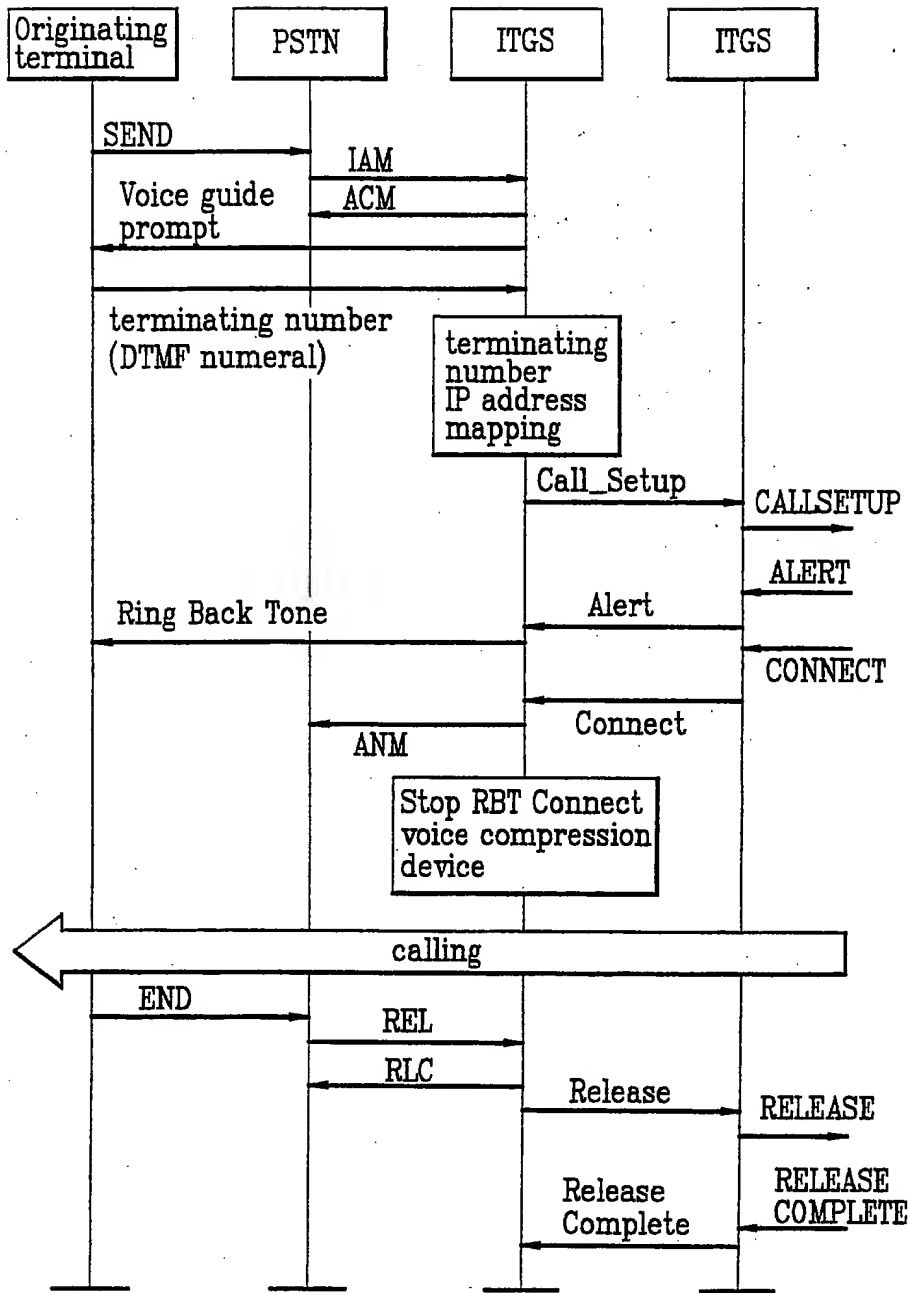 Originating
terminal
PSTN
ITGS
ITGS
SEND
IAM
Voice guide
prompt
ACM
terminating number
(DTMF numeral)
terminating
number
IP address
mapping
Call_Setup
CALLSETUP
ALERT
Ring Back Tone
Alert
CONNECT
Connect
ANM
Stop RBT Connect
voice compression
device
calling
END
REL
RLC
Release
RELEASE
Release
Complete
RELEASE
COMPLETE